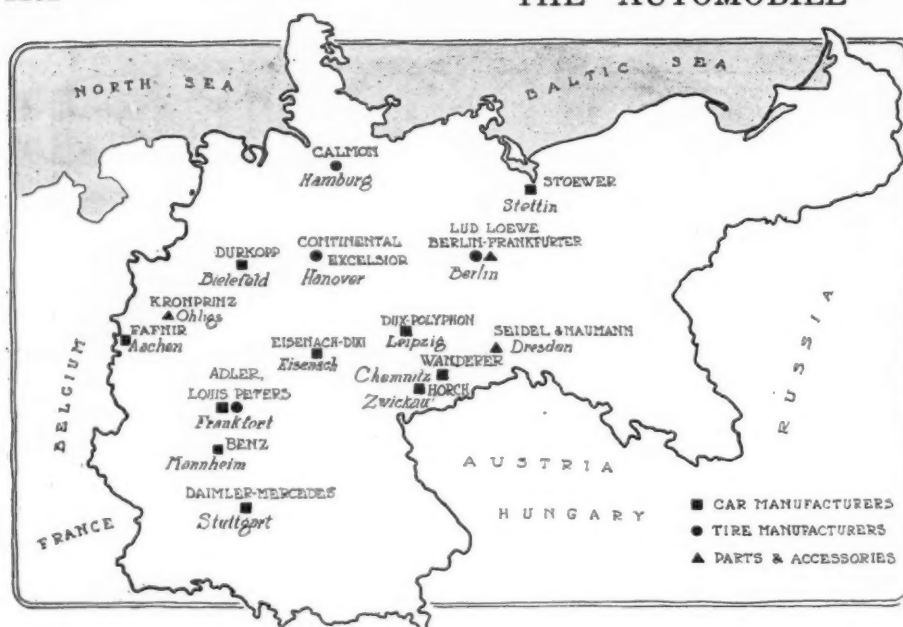 THE AUTOMOBILE
NORTH SEA
BALTIC SEA
CALMON
Hamburg
STOEWER
Stettin
LUD LOEWE
BERLIN-FRANKFURTER
Berlin
CONTINENTAL
EXCELSIOR
Hanover
DURKOPP
Bielefeld
KRONPRINZ
Ohligs
FAFNIR
Aachen
DUX-POLYPHON
Leipzig
SEIDEL & NAUMANN
Dresden
EISENACH-DIXI
Eisenach
WANDERER
Chemnitz
HORCH
Zwickau
ADLER,
LOUIS PETERS
Frankfort
BENZ
Mannheim
DAIMLER-MERCEDES
Stuttgart
BELGIUM
FRANCE
RUSSIA
AUSTRIA
HUNGARY
CAR MANUFACTURERS
TIRE MANUFACTURERS
PARTS & ACCESSORIES